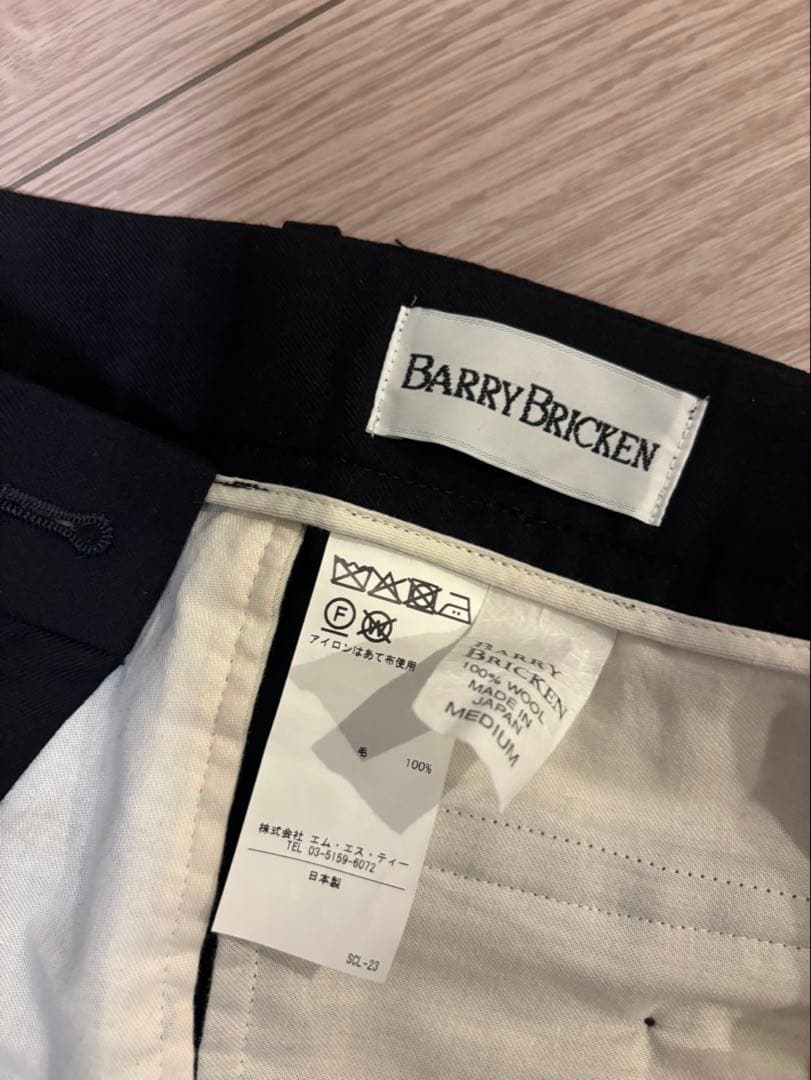 BARRY BRICKEN
F
W
アイロンはあて布使用
毛 100%
株式会社 エム・エス・ティー
TEL 03-5159-6072
日本製
SCL-23
BARRY
BRICKEN
100% WOOL
MADE IN
JAPAN
MEDIUM